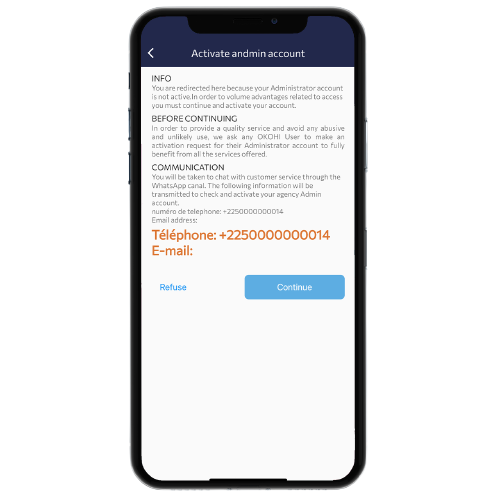 Activate andmin account
INFO
You are redirected here because your Administrator account
is not active.In order to volume advantages related to access
you must continue and activate your account.
BEFORE CONTINUING
In order to provide a quality service and avoid any abusive
and unlikely use, we ask any OKOHI User to make an
activation request for their Administrator account to fully
benefit from all the services offered.
COMMUNICATION
You will be taken to chat with customer service through the
WhatsApp canal. The following information will be
transmitted to check and activate your agency Admin
account.
numéro de telephone: +2250000000014
Email address:
Téléphone: +2250000000014
E-mail:
Refuse
Continue